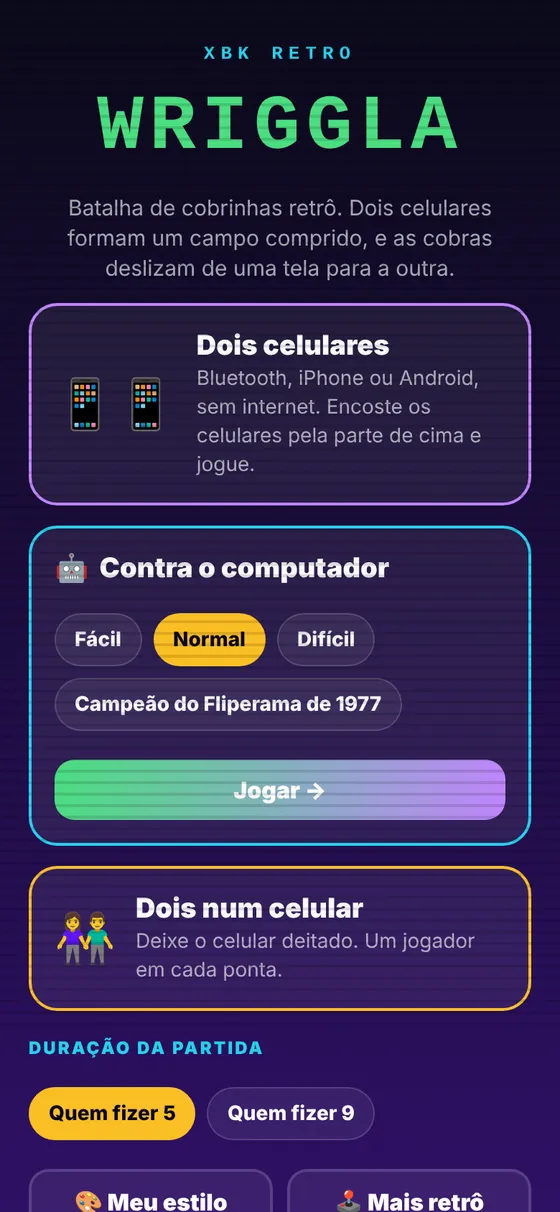 XBK RETRO
WRIGGLA
Batalha de cobrinhas retrô. Dois celulares
formam um campo comprido, e as cobras
deslizam de uma tela para a outra.
Dois celulares
Bluetooth, iPhone ou Android,
sem internet. Encoste os
celulares pela parte de cima e
jogue.
Contra o computador
Fácil
Normal
Difícil
Campeão do Fliperama de 1977
Jogar →
Dois num celular
Deixe o celular deitado. Um jogador
em cada ponta.
DURAÇÃO DA PARTIDA
Quem fizer 5
Quem fizer 9
Meu estilo
Mais retrô